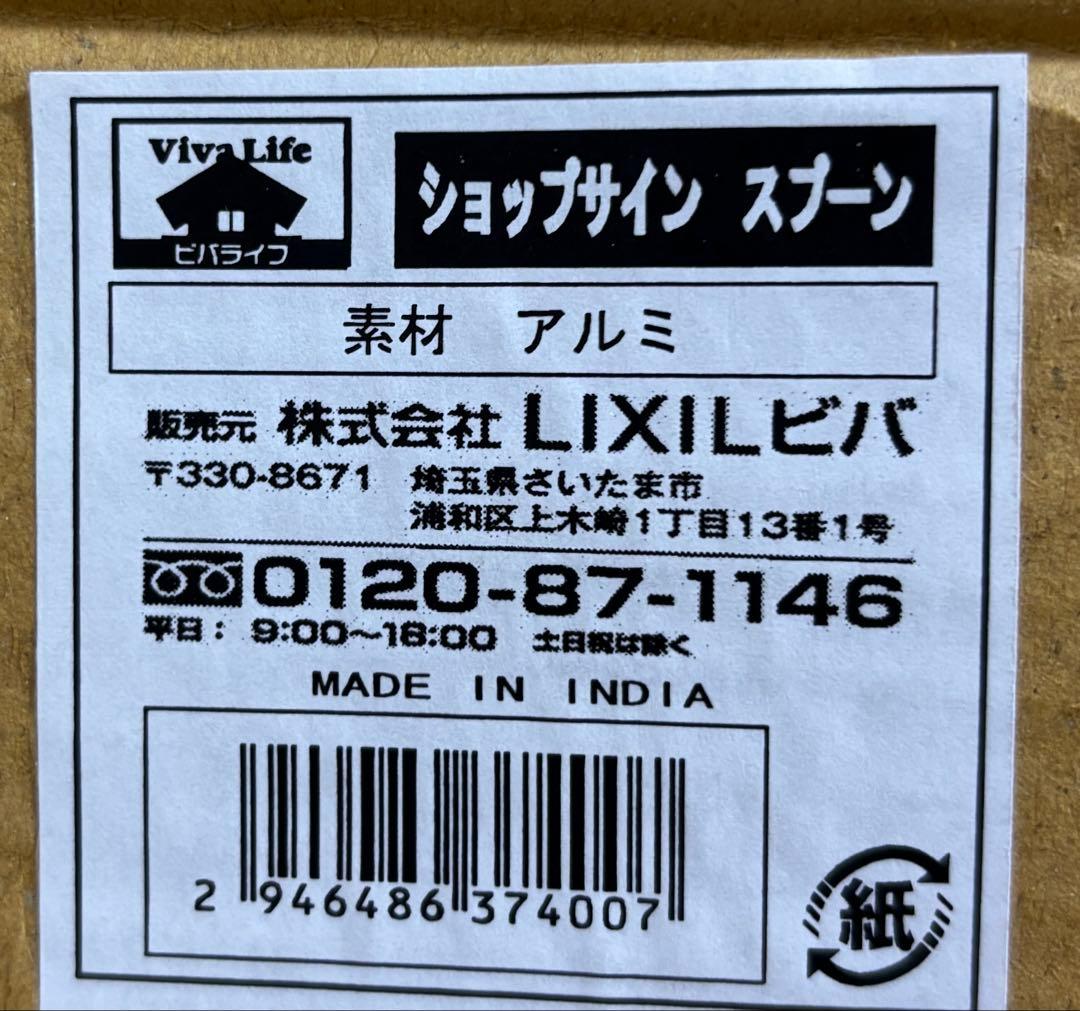 Viva Life
ビバライフ
ショップサイン スプーン
素材 アルミ
販売元 株式会社 LIXILビバ
〒330-8671 埼玉県さいたま市
浦和区上木崎1丁目13番1号
0120-87-1146
平日：9:00～18:00 土日祝は除く
MADE IN INDIA
2 946486 374007
紙